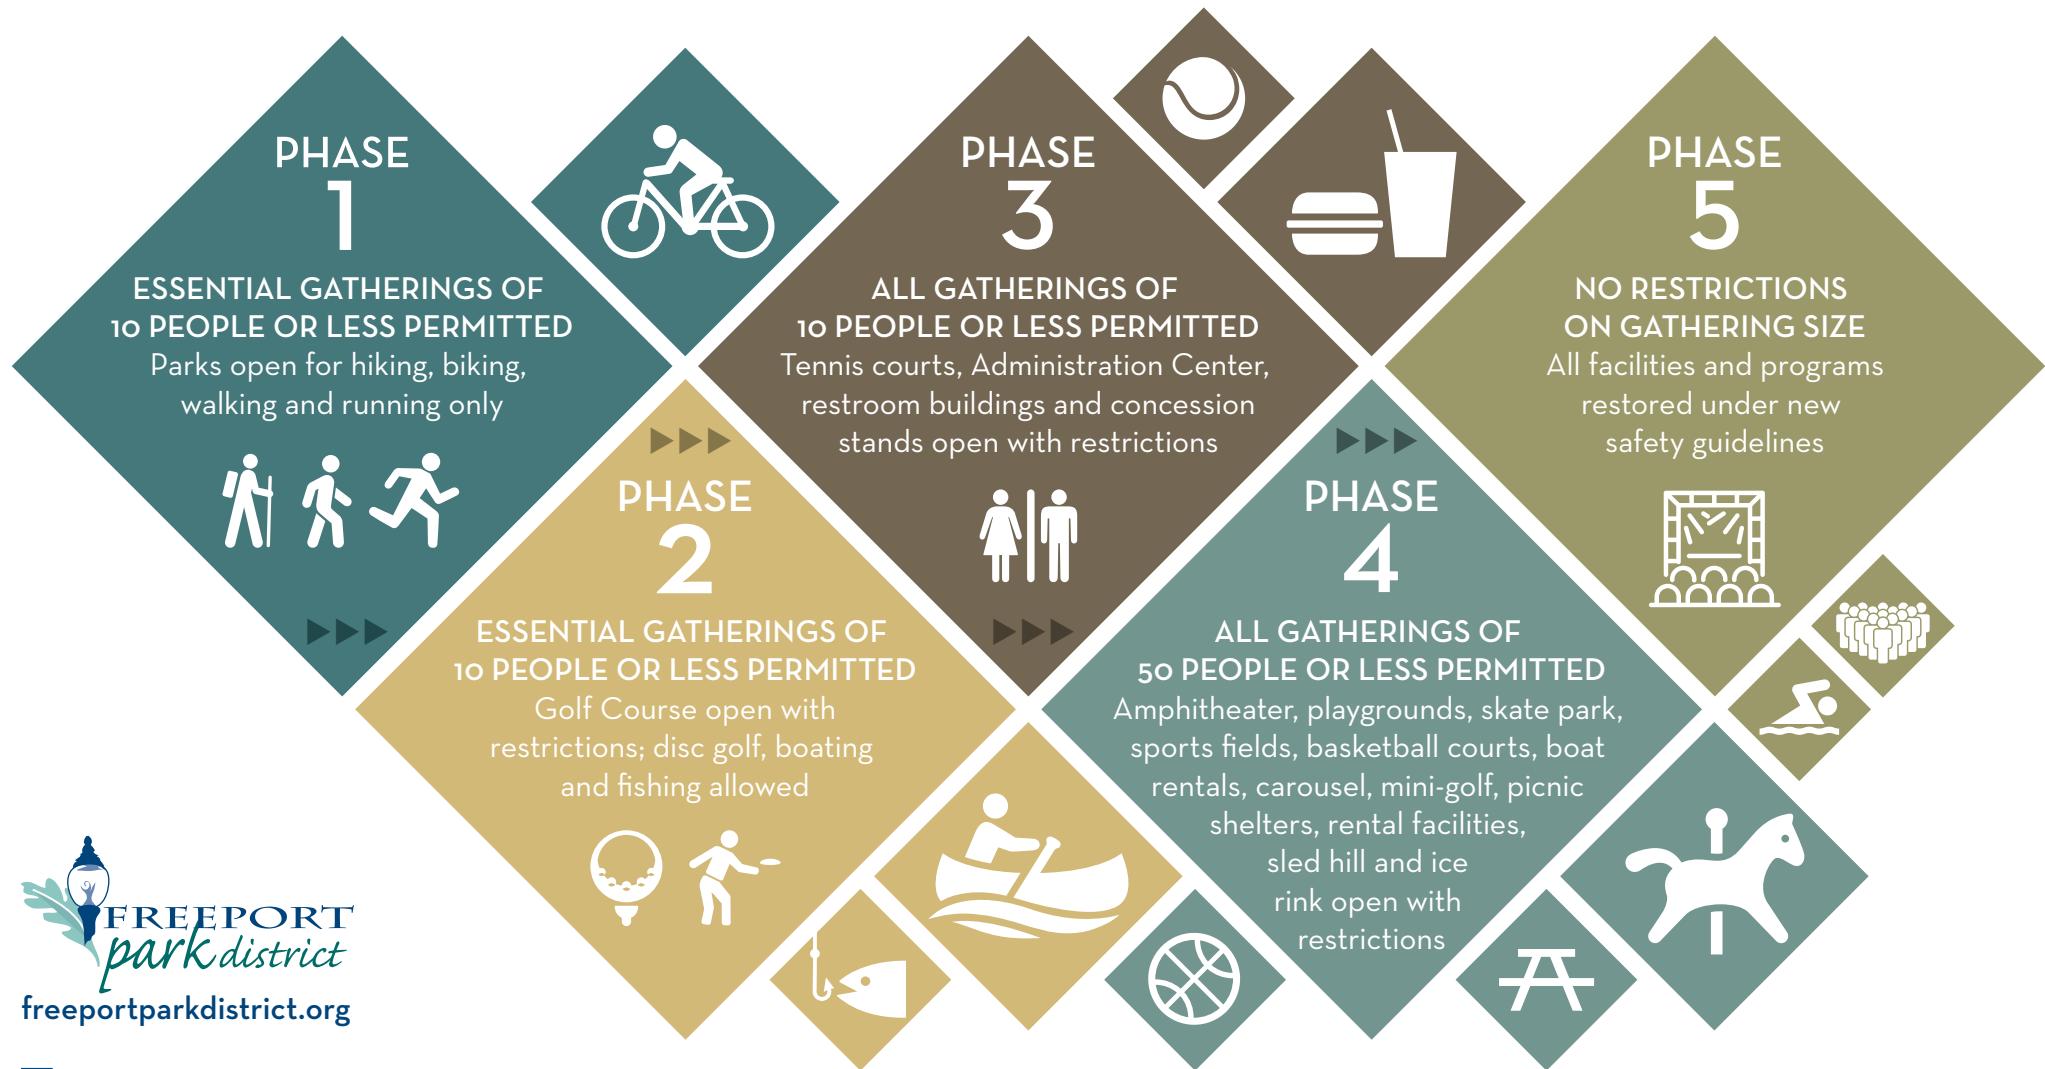 PHASE
1
ESSENTIAL GATHERINGS OF
10 PEOPLE OR LESS PERMITTED
Parks open for hiking, biking,
walking and running only
PHASE
2
ESSENTIAL GATHERINGS OF
10 PEOPLE OR LESS PERMITTED
Golf Course open with
restrictions; disc golf, boating
and fishing allowed
PHASE
3
ALL GATHERINGS OF
10 PEOPLE OR LESS PERMITTED
Tennis courts, Administration Center,
restroom buildings and concession
stands open with restrictions
PHASE
4
ALL GATHERINGS OF
50 PEOPLE OR LESS PERMITTED
Amphitheater, playgrounds, skate park,
sports fields, basketball courts, boat
rentals, carousel, mini-golf, picnic
shelters, rental facilities,
sled hill and ice
rink open with
restrictions
PHASE
5
NO RESTRICTIONS
ON GATHERING SIZE
All facilities and programs
restored under new
safety guidelines
FREEPORT
park district
freeportparkdistrict.org